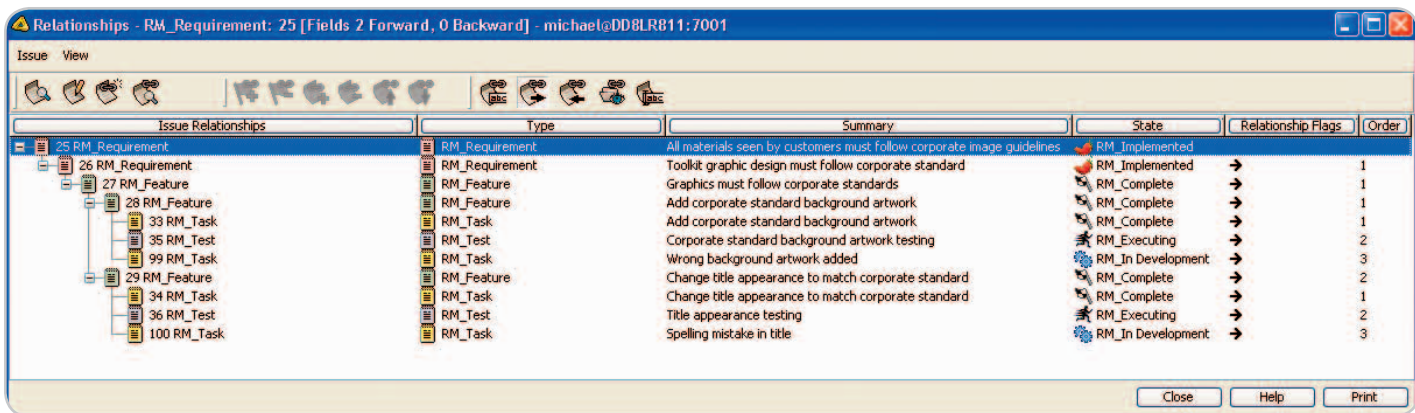 Relationships - RM_Requirement: 25 [Fields 2 Forward, 0 Backward] - michael@DD8LR811:7001
Issue View
abc abc
Issue Relationships Type Summary State Relationship Flags Order
25 RM_Requirement RM_Requirement All materials seen by customers must follow corporate image guidelines RM_Implemented
26 RM_Requirement RM_Requirement Toolkit graphic design must follow corporate standard RM_Implemented 1
27 RM_Feature RM_Feature Graphics must follow corporate standards RM_Complete 1
28 RM_Feature RM_Feature Add corporate standard background artwork RM_Complete 1
33 RM_Task RM_Task Add corporate standard background artwork RM_Complete 1
35 RM_Test RM_Test Corporate standard background artwork testing RM_Executing 2
99 RM_Task RM_Task Wrong background artwork added RM_In Development 3
29 RM_Feature RM_Feature Change title appearance to match corporate standard RM_Complete 2
34 RM_Task RM_Task Change title appearance to match corporate standard RM_Complete 1
36 RM_Test RM_Test Title appearance testing RM_Executing 2
100 RM_Task RM_Task Spelling mistake in title RM_In Development 3
Close Help Print